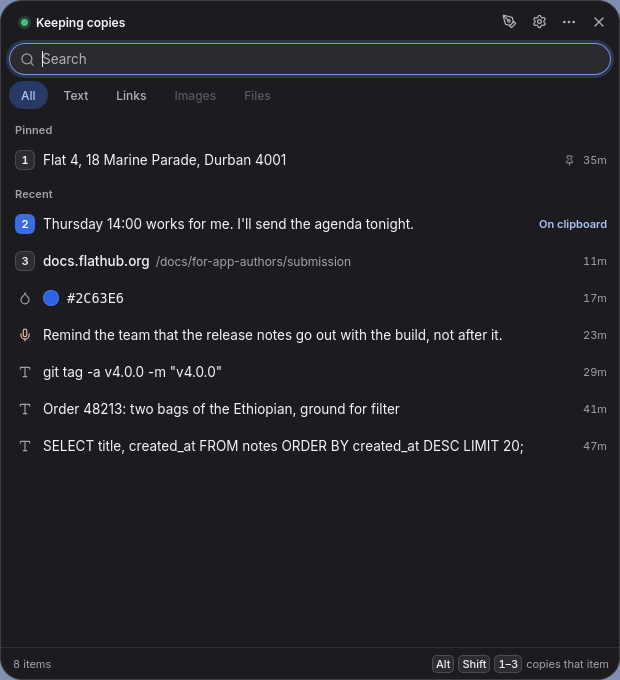 Keeping copies
Search
All Text Links Images Files
Pinned
1 Flat 4, 18 Marine Parade, Durban 4001 35m
Recent
2 Thursday 14:00 works for me. I'll send the agenda tonight. On clipboard
3 docs.flathub.org /docs/for-app-authors/submission 11m
#2C63E6 17m
Remind the team that the release notes go out with the build, not after it. 23m
git tag -a v4.0.0 -m "v4.0.0" 29m
Order 48213: two bags of the Ethiopian, ground for filter 41m
SELECT title, created_at FROM notes ORDER BY created_at DESC LIMIT 20; 47m
8 items Alt Shift 1–3 copies that item